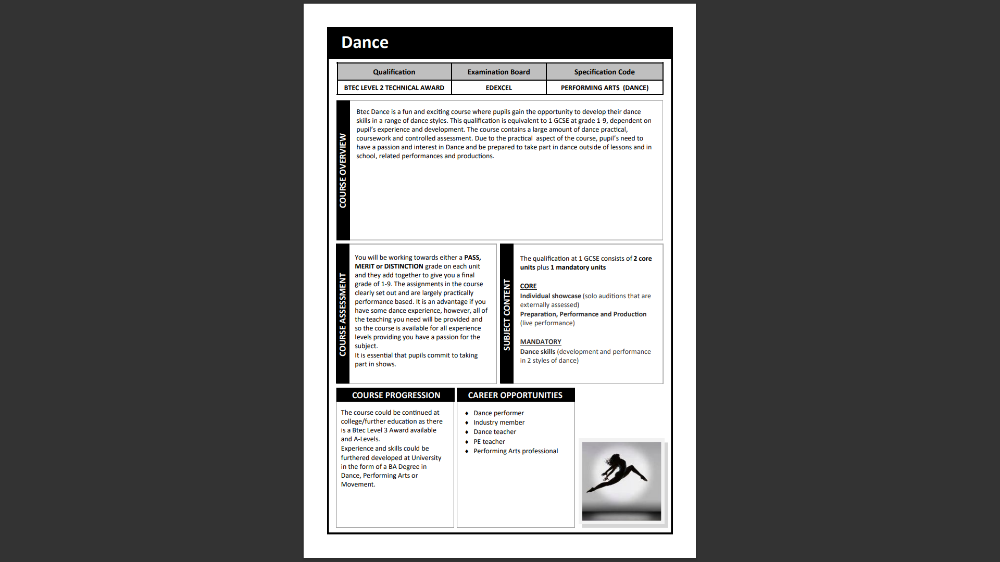 Dance
Qualification Examination Board Specification Code
BTEC LEVEL 2 TECHNICAL AWARD EDEXCEL PERFORMING ARTS (DANCE)
COURSE OVERVIEW
Btec Dance is a fun and exciting course where pupils gain the opportunity to develop their dance
skills in a range of dance styles. This qualification is equivalent to 1 GCSE at grade 1-9, dependent on
pupil's experience and development. The course contains a large amount of dance practical,
coursework and controlled assessment. Due to the practical aspect of the course, pupil's need to
have a passion and interest in Dance and be prepared to take part in dance outside of lessons and in
school, related performances and productions.
COURSE ASSESSMENT
You will be working towards either a PASS,
MERIT or DISTINCTION grade on each unit
and they add together to give you a final
grade of 1-9. The assignments in the course
clearly set out and are largely practically
performance based. It is an advantage if you
have some dance experience, however, all of
the teaching you need will be provided and
so the course is available for all experience
levels providing you have a passion for the
subject.
It is essential that pupils commit to taking
part in shows.
SUBJECT CONTENT
The qualification at 1 GCSE consists of 2 core
units plus 1 mandatory units
CORE
Individual showcase (solo auditions that are
externally assessed)
Preparation, Performance and Production
(live performance)
MANDATORY
Dance skills (development and performance
in 2 styles of dance)
COURSE PROGRESSION
The course could be continued at
college/further education as there
is a Btec Level 3 Award available
and A-Levels.
Experience and skills could be
furthered developed at University
in the form of a BA Degree in
Dance, Performing Arts or
Movement.
CAREER OPPORTUNITIES
♦ Dance performer
♦ Industry member
♦ Dance teacher
♦ PE teacher
♦ Performing Arts professional